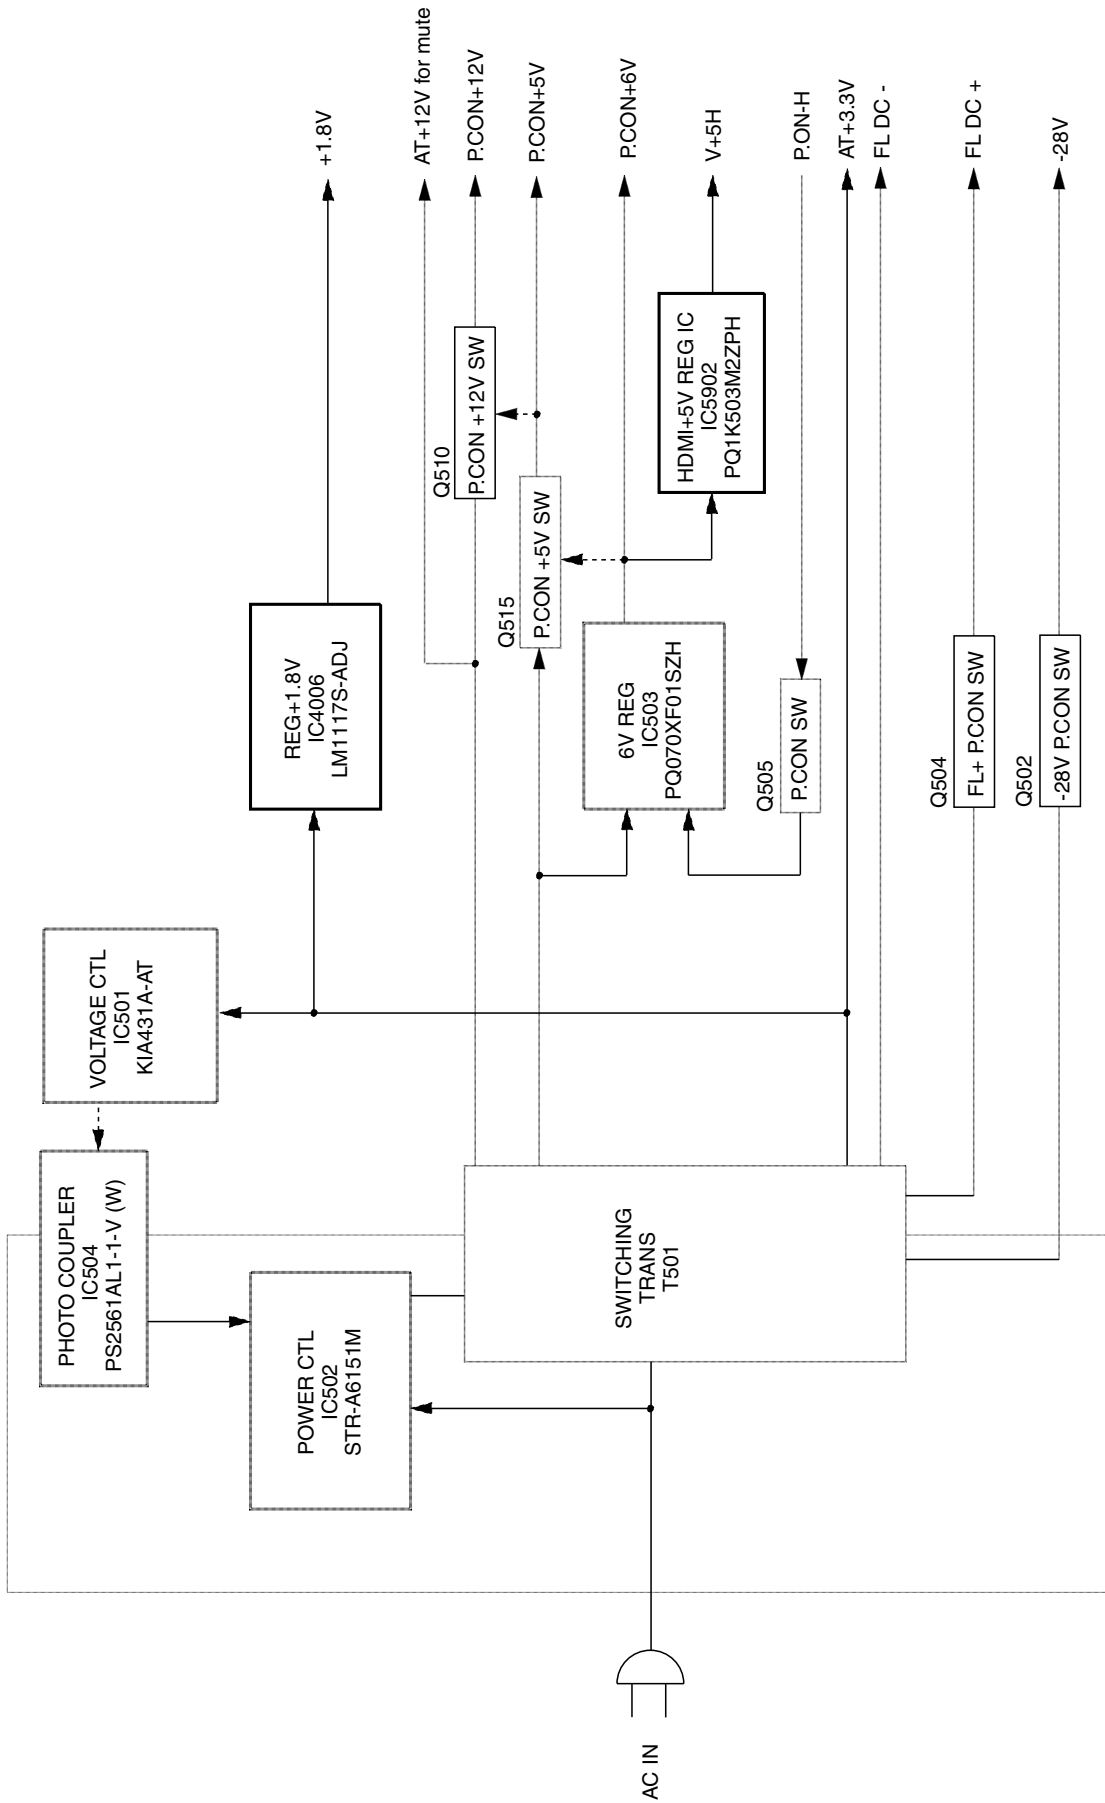 AC IN
PHOTO COUPLER
IC504
PS2561AL1-1-V (W)
VOLTAGE CTL
IC501
KIA431A-AT
POWER CTL
IC502
STR-A6151M
SWITCHING
TRANS
T501
REG+1.8V
IC4006
LM1117S-ADJ
+1.8V
AT+12V for mute
Q510
P.CON +12V SW
P.CON+12V
Q515
P.CON +5V SW
P.CON+5V
6V REG
IC503
PQ070XF01SZH
P.CON+6V
HDMI+5V REG IC
IC5902
PQ1K503M2ZPH
V+5H
Q505
P.CON SW
P.ON-H
AT+3.3V
FL DC -
Q504
FL+ P.CON SW
FL DC +
Q502
-28V P.CON SW
-28V